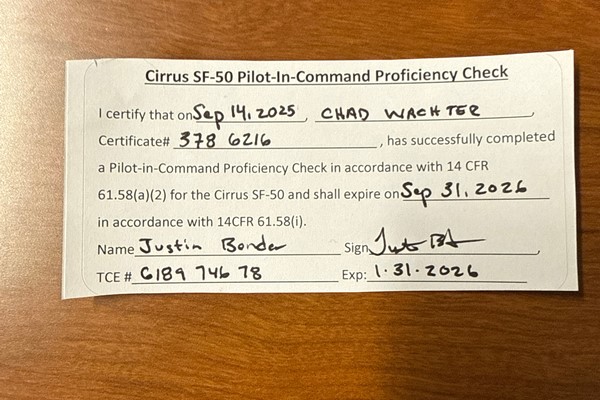 Cirrus SF-50 Pilot-In-Command Proficiency Check
I certify that on Sep 14, 2025, CHAD WACHTER,
Certificate# 378 6216, has successfully completed
a Pilot-in-Command Proficiency Check in accordance with 14 CFR
61.58(a)(2) for the Cirrus SF-50 and shall expire on Sep 31, 2026
in accordance with 14CFR 61.58(i).
Name Justin Bonder Sign
TCE # 6189 746 78 Exp: 1.31.2026